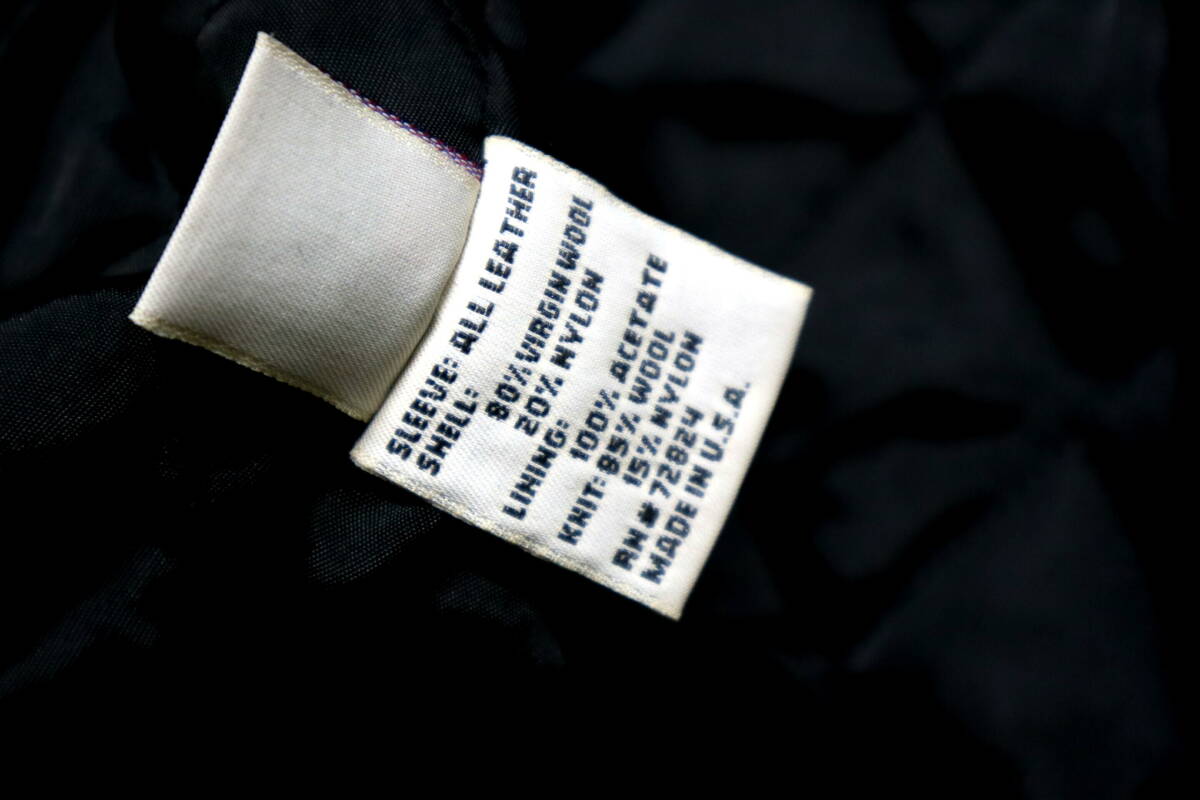 SLEEVE: ALL LEATHER
SHELL:
80% VIRGIN WOOL
20% NYLON
LINING:
100% ACETATE
KNIT: 85% WOOL
15% NYLON
RN # 72824
MADE IN U.S.A.